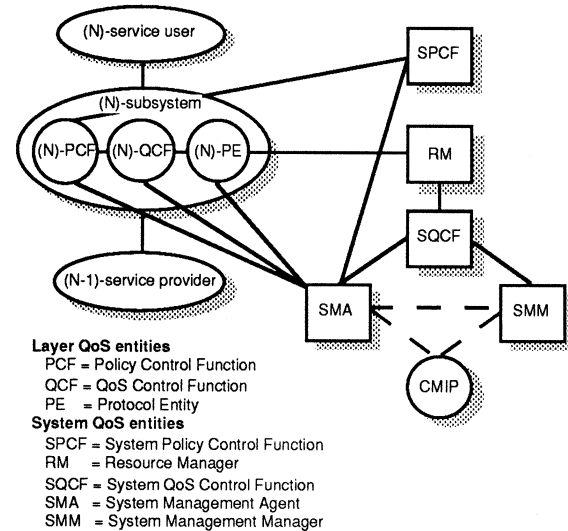 (N)-service user
SPCF
(N)-subsystem
(N)-PCF
(N)-QCF
(N)-PE
RM
SQCF
(N-1)-service provider
SMA
SMM
CMIP
Layer QoS entities
PCF = Policy Control Function
QCF = QoS Control Function
PE = Protocol Entity
System QoS entities
SPCF = System Policy Control Function
RM = Resource Manager
SQCF = System QoS Control Function
SMA = System Management Agent
SMM = System Management Manager